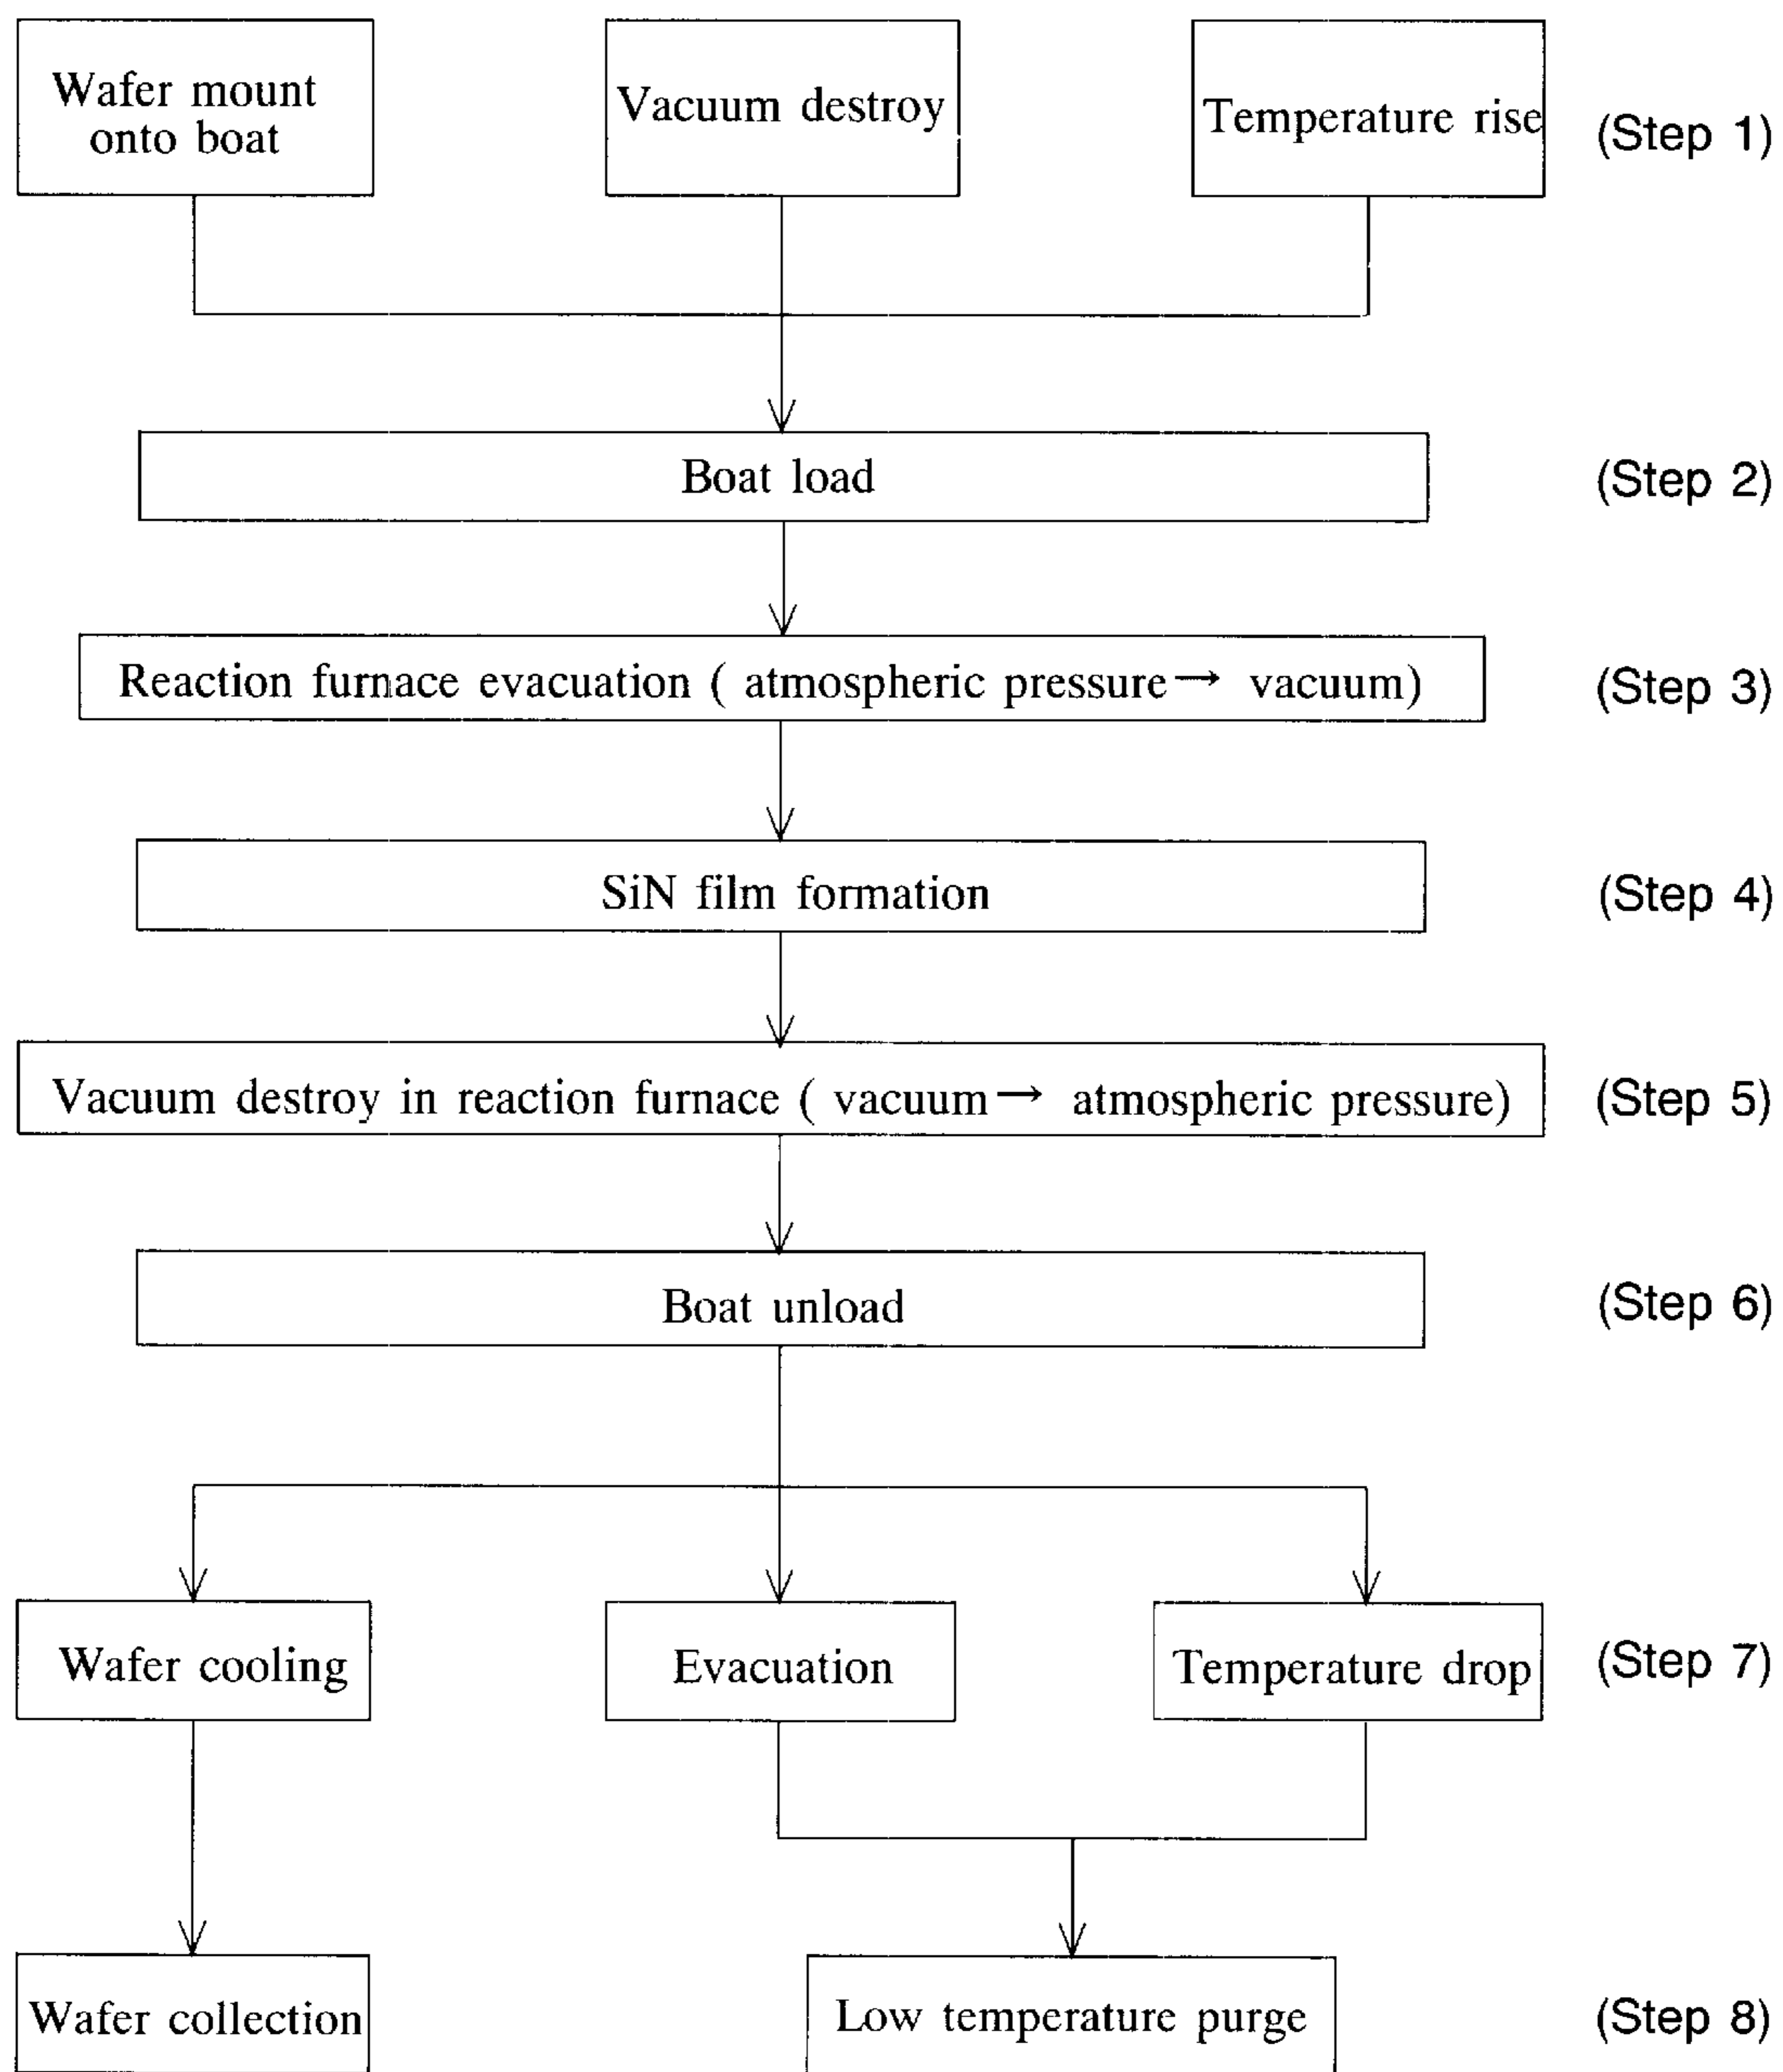 Wafer mount
onto boat
Vacuum destroy
Temperature rise
(Step 1)
Boat load
(Step 2)
Reaction furnace evacuation ( atmospheric pressure→ vacuum)
(Step 3)
SiN film formation
(Step 4)
Vacuum destroy in reaction furnace ( vacuum→ atmospheric pressure)
(Step 5)
Boat unload
(Step 6)
Wafer cooling
Evacuation
Temperature drop
(Step 7)
Wafer collection
Low temperature purge
(Step 8)